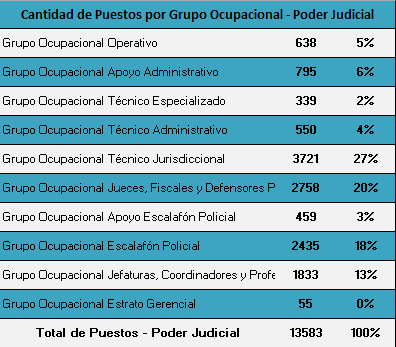 Cantidad de Puestos por Grupo Ocupacional - Poder Judicial
Grupo Ocupacional Operativo 638 5%
Grupo Ocupacional Apoyo Administrativo 795 6%
Grupo Ocupacional Técnico Especializado 339 2%
Grupo Ocupacional Técnico Administrativo 550 4%
Grupo Ocupacional Técnico Jurisdiccional 3721 27%
Grupo Ocupacional Jueces, Fiscales y Defensores P 2758 20%
Grupo Ocupacional Apoyo Escalafón Policial 459 3%
Grupo Ocupacional Escalafón Policial 2435 18%
Grupo Ocupacional Jefaturas, Coordinadores y Profe 1833 13%
Grupo Ocupacional Estrato Gerencial 55 0%
Total de Puestos - Poder Judicial 13583 100%